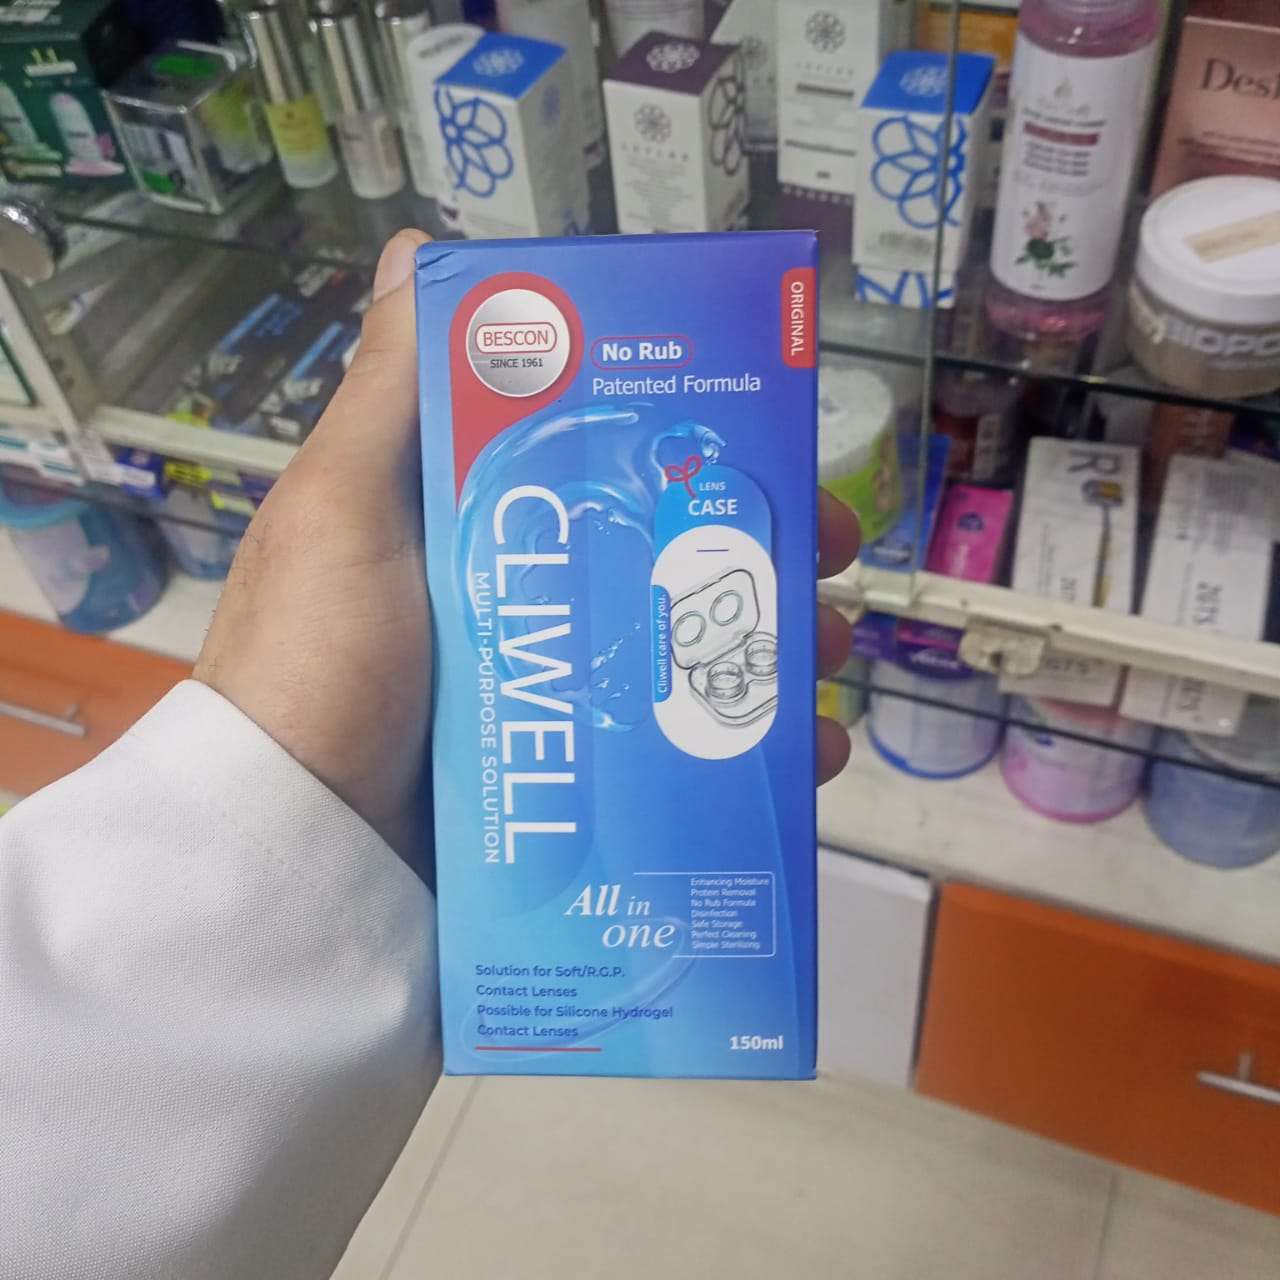 BESCON
SINCE 1961
No Rub
Patented Formula
ORIGINAL
LENS
CASE
Cliwell care of you.
CLIWELL
MULTI-PURPOSE SOLUTION
All in
one
Enhancing Moisture
Protein Removal
No Rub Formula
Disinfection
Safe Storage
Perfect Cleaning
Simple Sterilizing
Solution for Soft/R.G.P.
Contact Lenses
Possible for Silicone Hydrogel
Contact Lenses
150ml